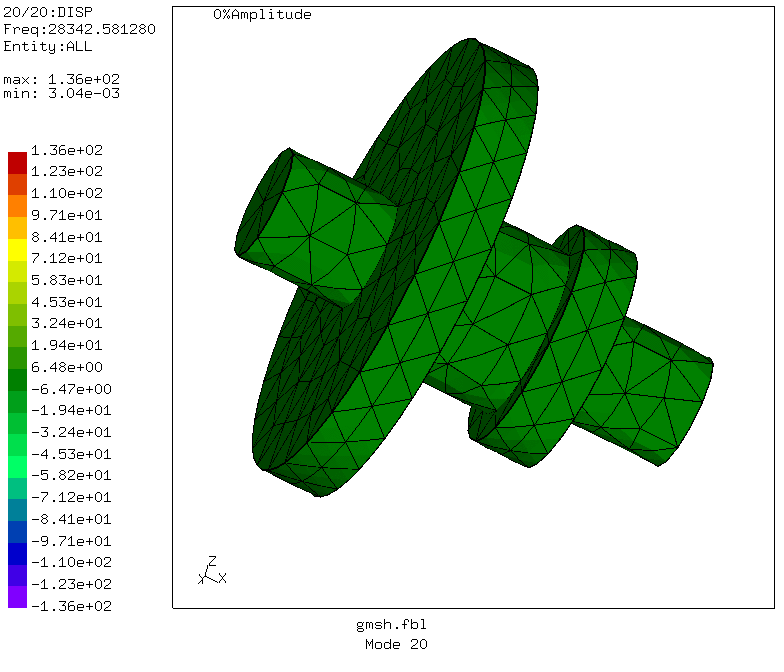 20/20:DISP
Freq:28342.581280
Entity:ALL
max: 1.36e+02
min: 3.04e-03
0%Amplitude
1.36e+02
1.23e+02
1.10e+02
9.71e+01
8.41e+01
7.12e+01
5.83e+01
4.53e+01
3.24e+01
1.94e+01
6.48e+00
-6.47e+00
-1.94e+01
-3.24e+01
-4.53e+01
-5.82e+01
-7.12e+01
-8.41e+01
-9.71e+01
-1.10e+02
-1.23e+02
-1.36e+02
Z
Y X
gmsh.fbl
Mode 20